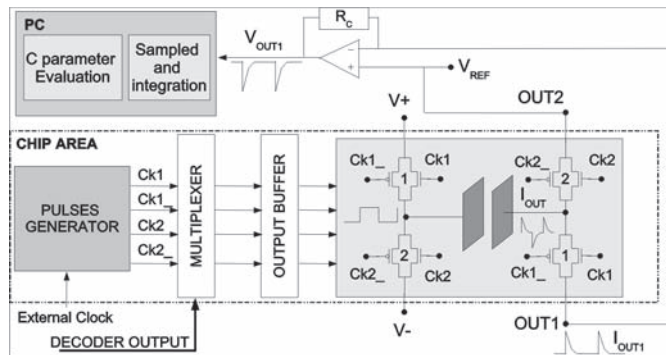 PC
C parameter
Evaluation
Sampled and
integration
V_OUT1
R_C
−
+
V_REF
V+
OUT2
CHIP AREA
PULSES
GENERATOR
Ck1
Ck1_
Ck2
Ck2_
MULTIPLEXER
OUTPUT BUFFER
Ck1_
1
Ck1
Ck2_
2
Ck2
I_OUT
Ck2_
2
Ck2
Ck1_
1
Ck1
External Clock
DECODER OUTPUT
V-
OUT1
I_OUT1